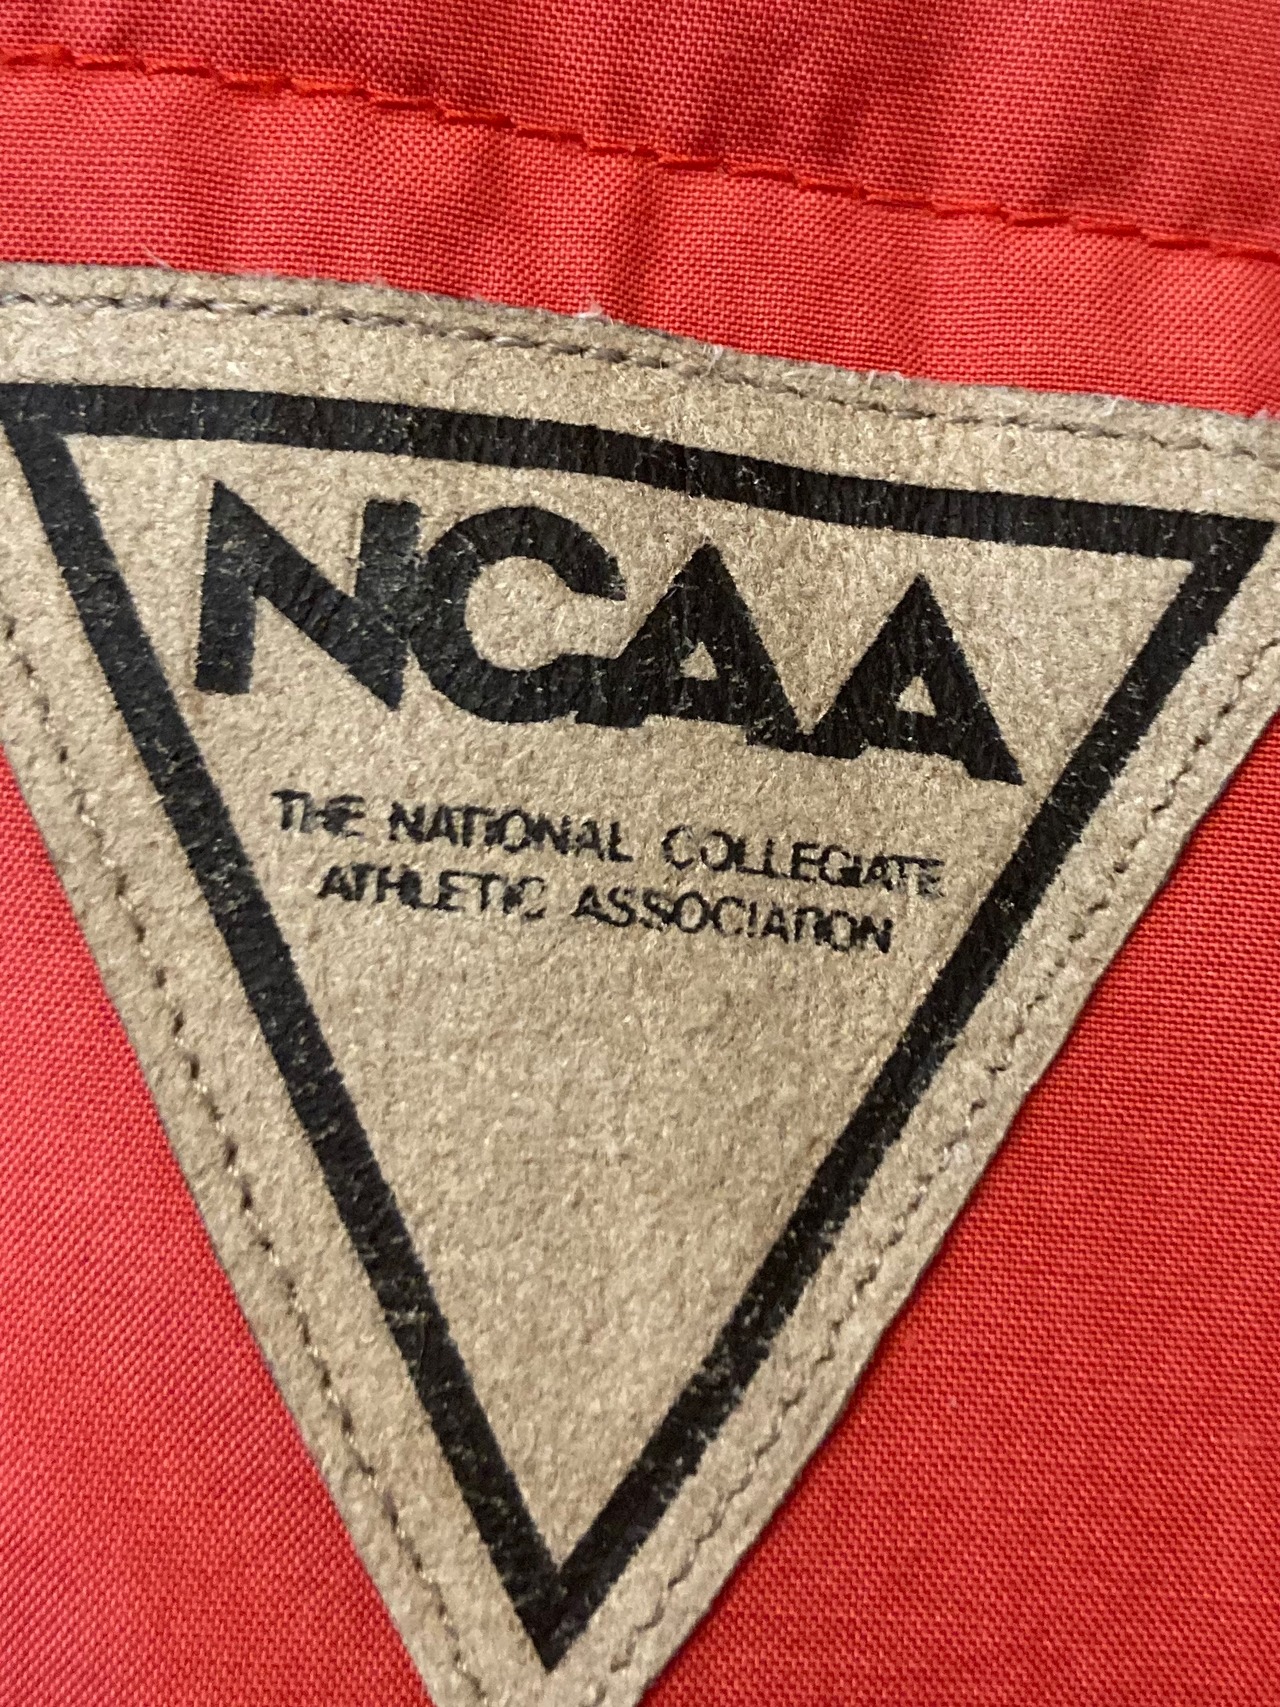 NCAA
THE NATIONAL COLLEGIATE
ATHLETIC ASSOCIATION